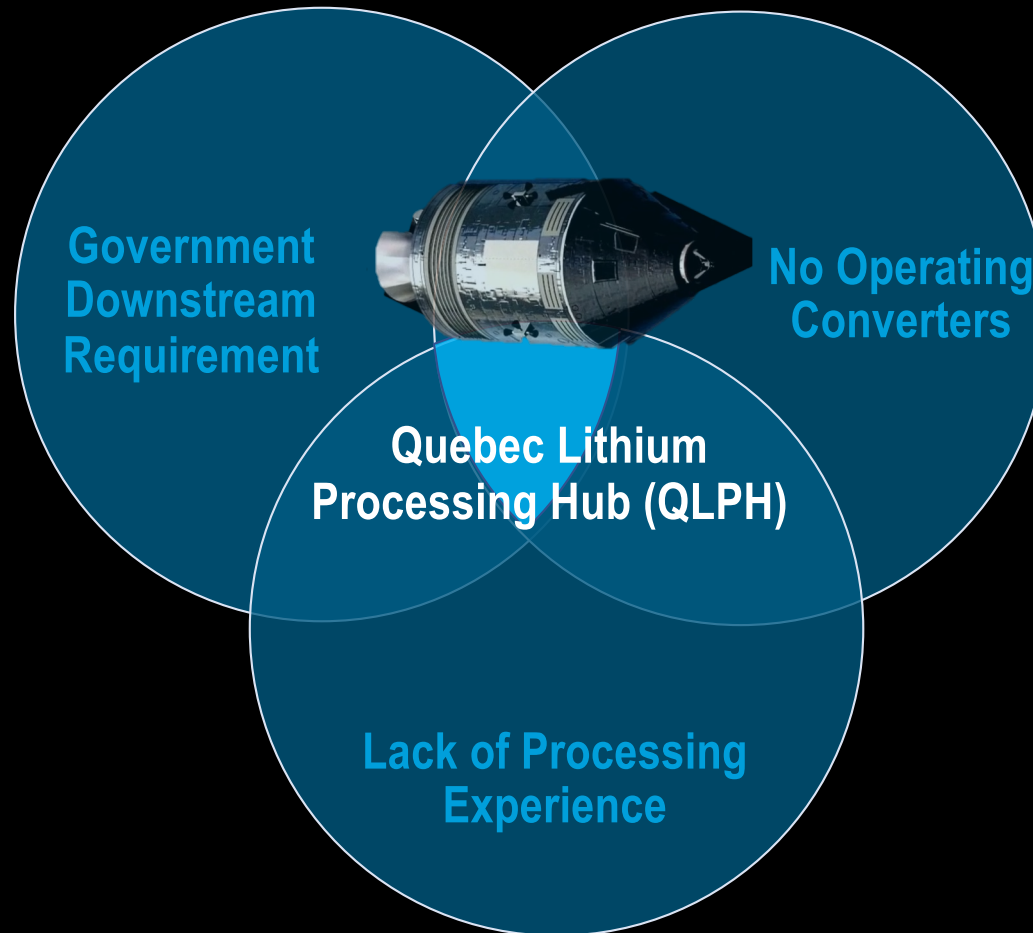 Government
Downstream
Requirement
No Operating
Converters
Quebec Lithium
Processing Hub (QLPH)
Lack of Processing
Experience